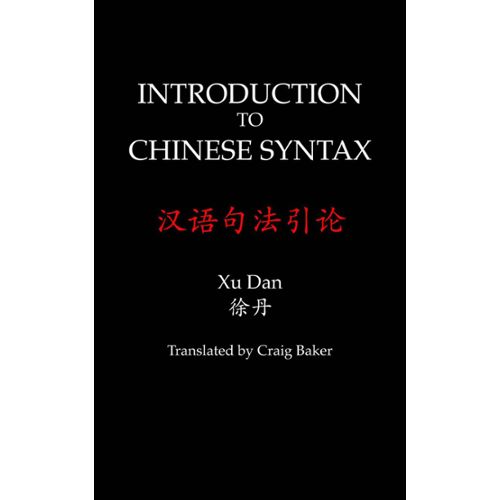 INTRODUCTION
TO
CHINESE SYNTAX
汉语句法引论
Xu Dan
徐丹
Translated by Craig Baker